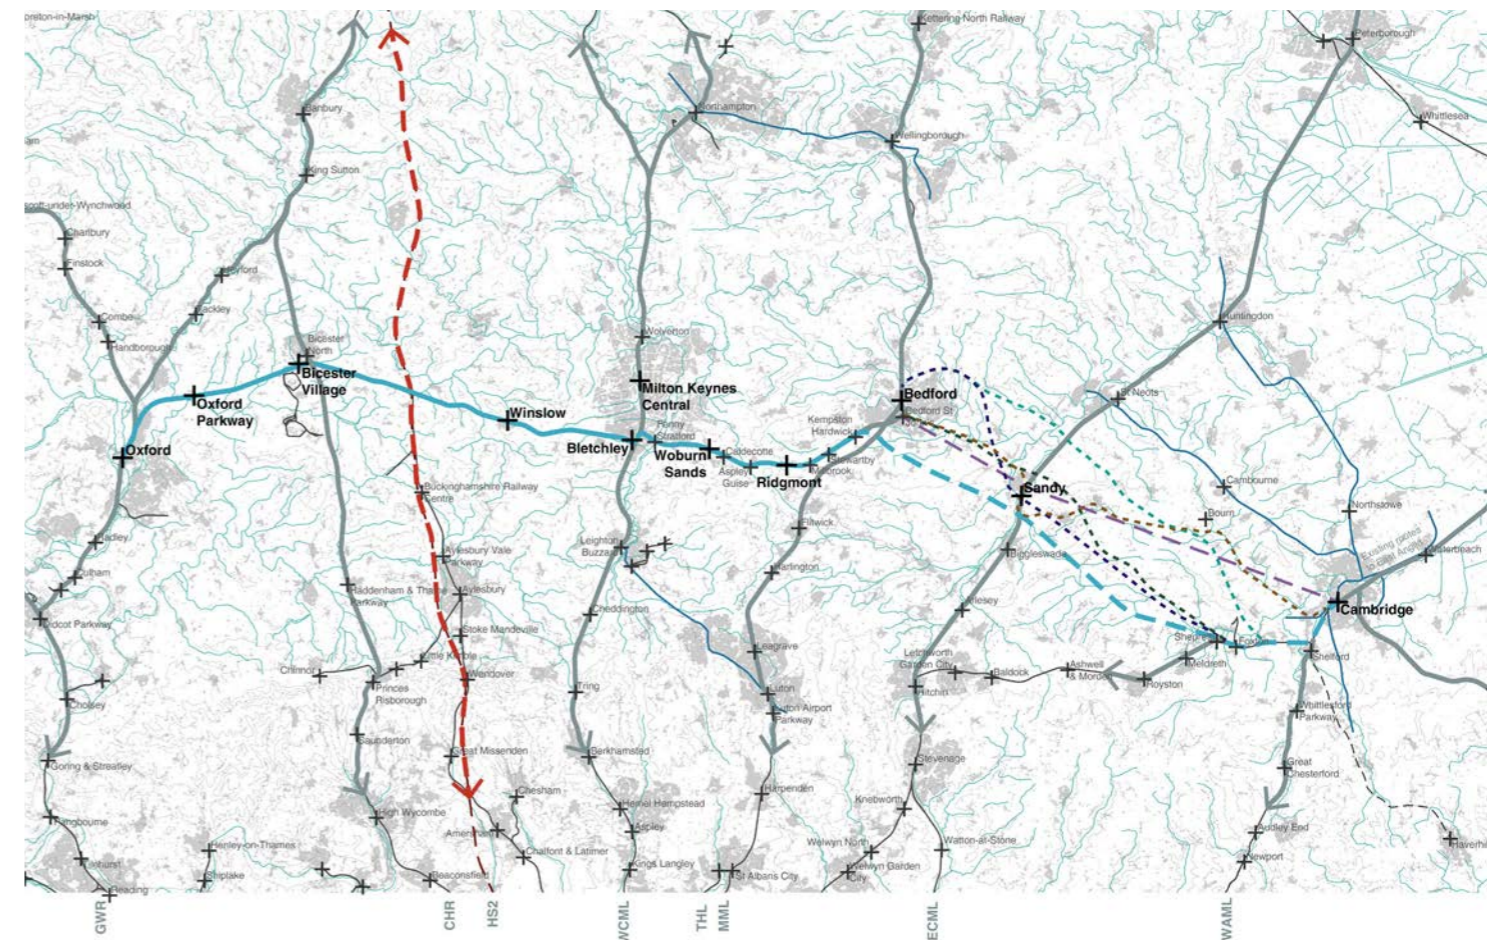 Kettering North Railway
Peterborough
Banbury
Northampton
Whittlesea
Wellingborough
King Sutton
Charlbury
Finstock
Heyford
Tackley
Combe
Handborough
Huntingdon
Wolverton
Bicester
North
Bicester
Village
Oxford
Parkway
Milton Keynes
Central
Bedford
Bedford St
St Neots
Winslow
Kempston
Hardwick
Fenny
Stratford
Bletchley
Oxford
Woburn
Sands
Caldecotte
Aspley
Guise
Ridgmont
Millbrook
Stewartby
Sandy
Cambourne
Northstowe
Bourn
Buckinghamshire Railway
Centre
Radley
Flitwick
Leighton
Buzzard
Biggleswade
Existing routes
to East Anglia
Waterbeach
Aylesbury Vale
Parkway
Culham
Haddenham & Thame
Parkway
Aylesbury
Harlington
Arlesey
Cambridge
Didcot Parkway
Cheddington
Stoke Mandeville
Shepreth
Foxton
Shelford
Little Kimble
Leagrave
Letchworth
Garden City
Baldock
Ashwell
& Morden
Meldreth
Royston
Chinnor
Wendover
Princes
Risborough
Tring
Luton
Hitchin
Cholsey
Luton Airport
Parkway
Whittlesford
Parkway
Saunderton
Great Missenden
Berkhamsted
Stevenage
Goring & Streatley
Great
Chesterford
Chesham
Harpenden
Knebworth
Hemel Hempstead
High Wycombe
Pangbourne
Amersham
Apsley
Audley End
Welwyn North
Watton-at-Stone
Haverhill
Henley-on-Thames
Chalfont & Latimer
Tilehurst
Shiplake
Kings Langley
St Albans City
Welwyn Garden
City
Newport
Beaconsfield
Reading
GWR
CHR
HS2
WCML
THL
MML
ECML
WAML